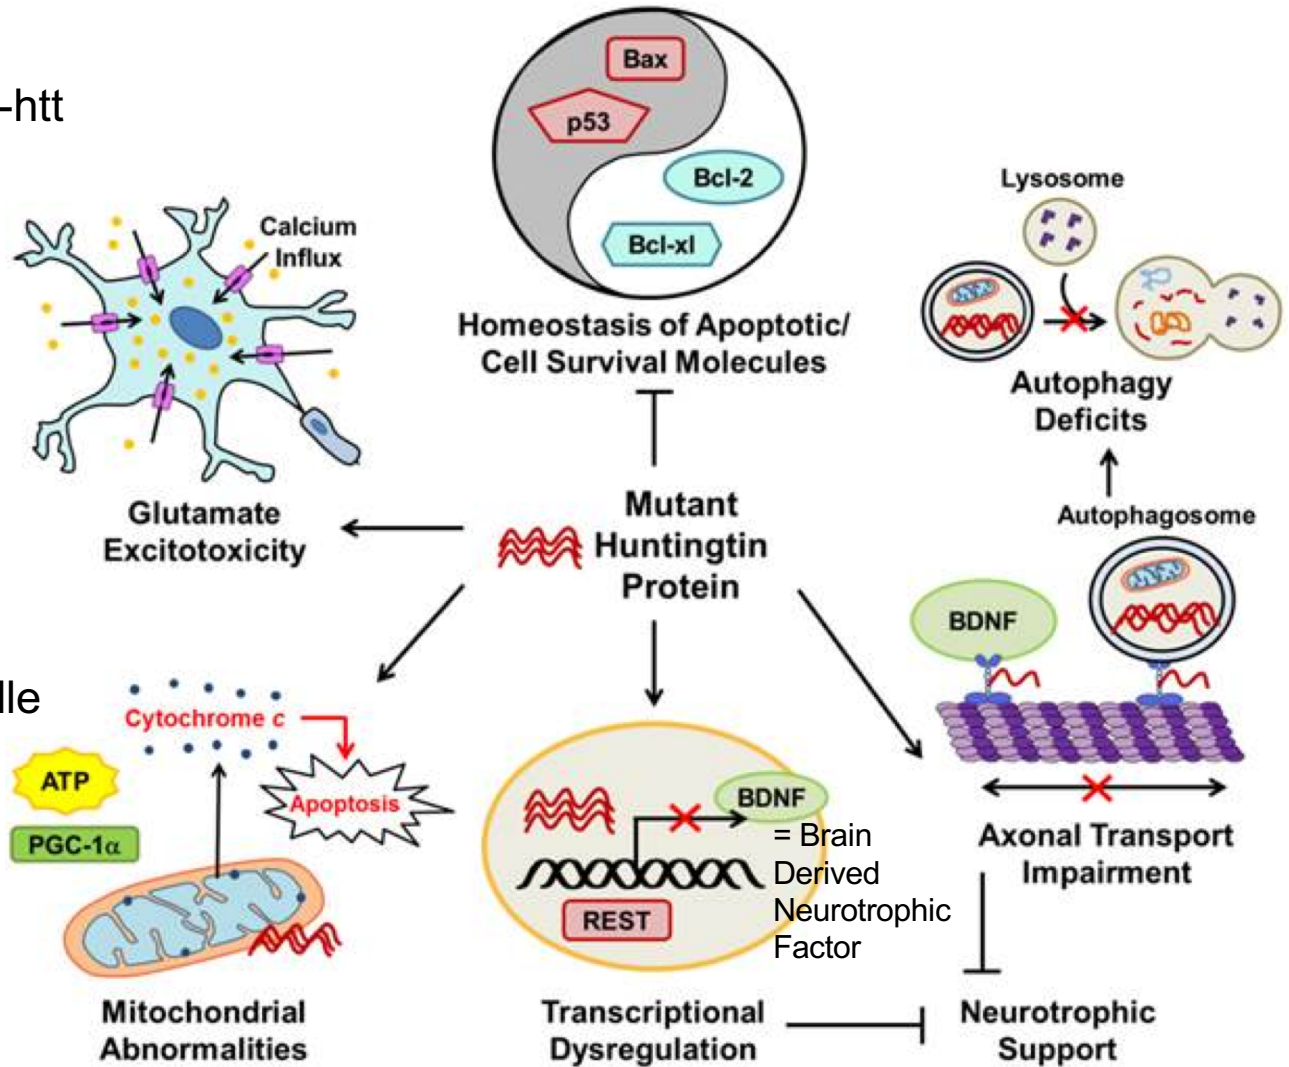 -htt
Bax
p53
Bcl-2
Bcl-xl
Homeostasis of Apoptotic/
Cell Survival Molecules
Calcium
Influx
Glutamate
Excitotoxicity
Lysosome
Autophagy
Deficits
Autophagosome
Mutant
Huntingtin
Protein
BDNF
Axonal Transport
Impairment
lle
Cytochrome c
ATP
Apoptosis
PGC-1α
Mitochondrial
Abnormalities
BDNF
= Brain
Derived
Neurotrophic
Factor
REST
Transcriptional
Dysregulation
Neurotrophic
Support